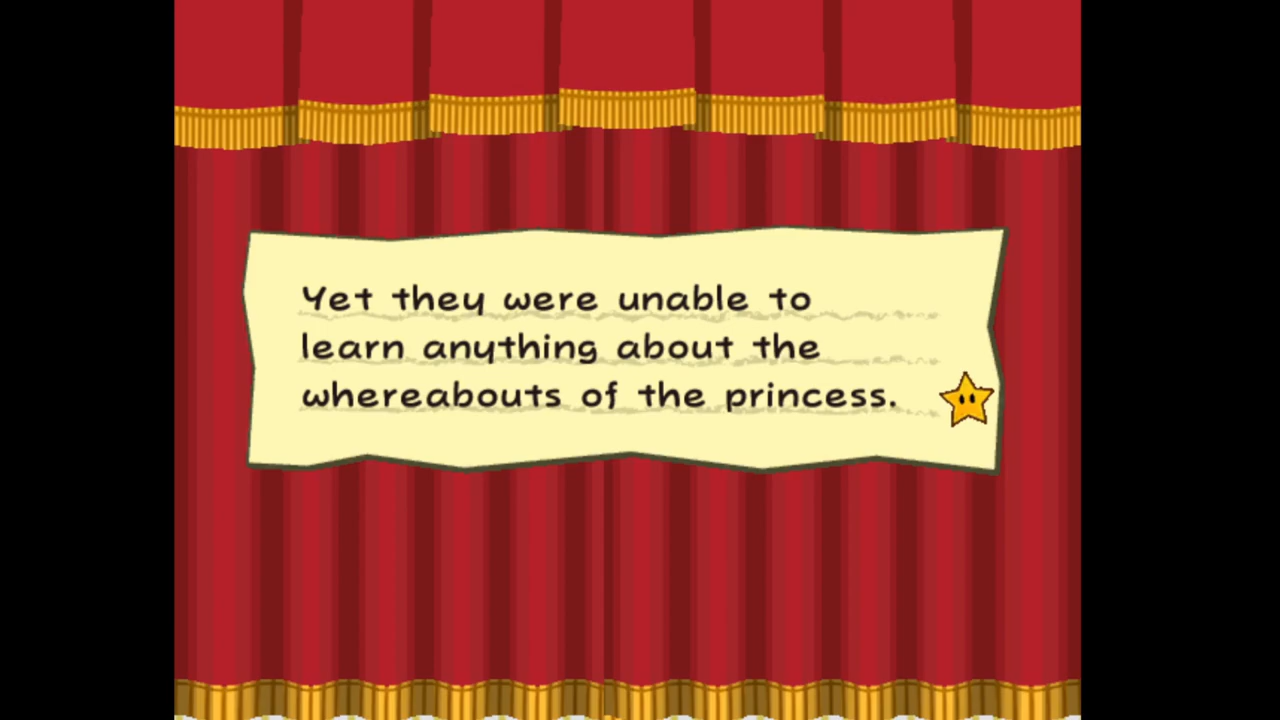 Yet they were unable to
learn anything about the
whereabouts of the princess.